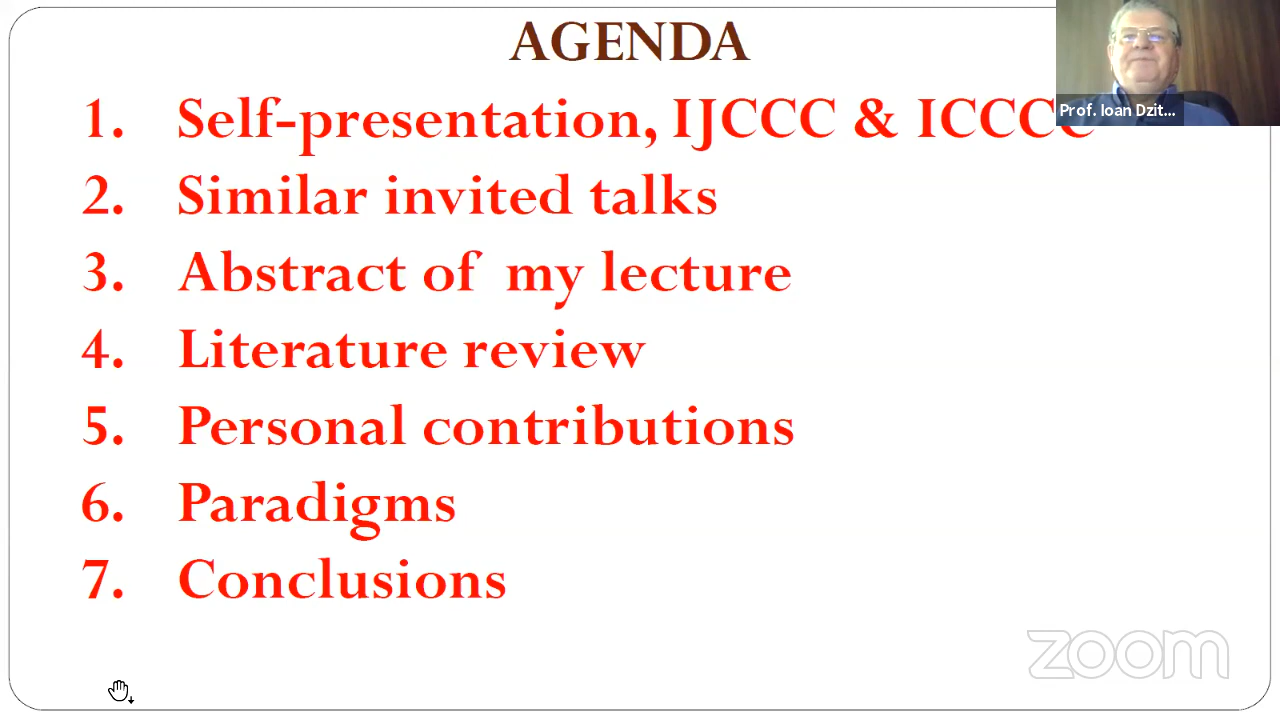 AGENDA
1. Self-presentation, IJCCC & ICCCC
Prof. Ioan Dzit...
2. Similar invited talks
3. Abstract of my lecture
4. Literature review
5. Personal contributions
6. Paradigms
7. Conclusions
zoom